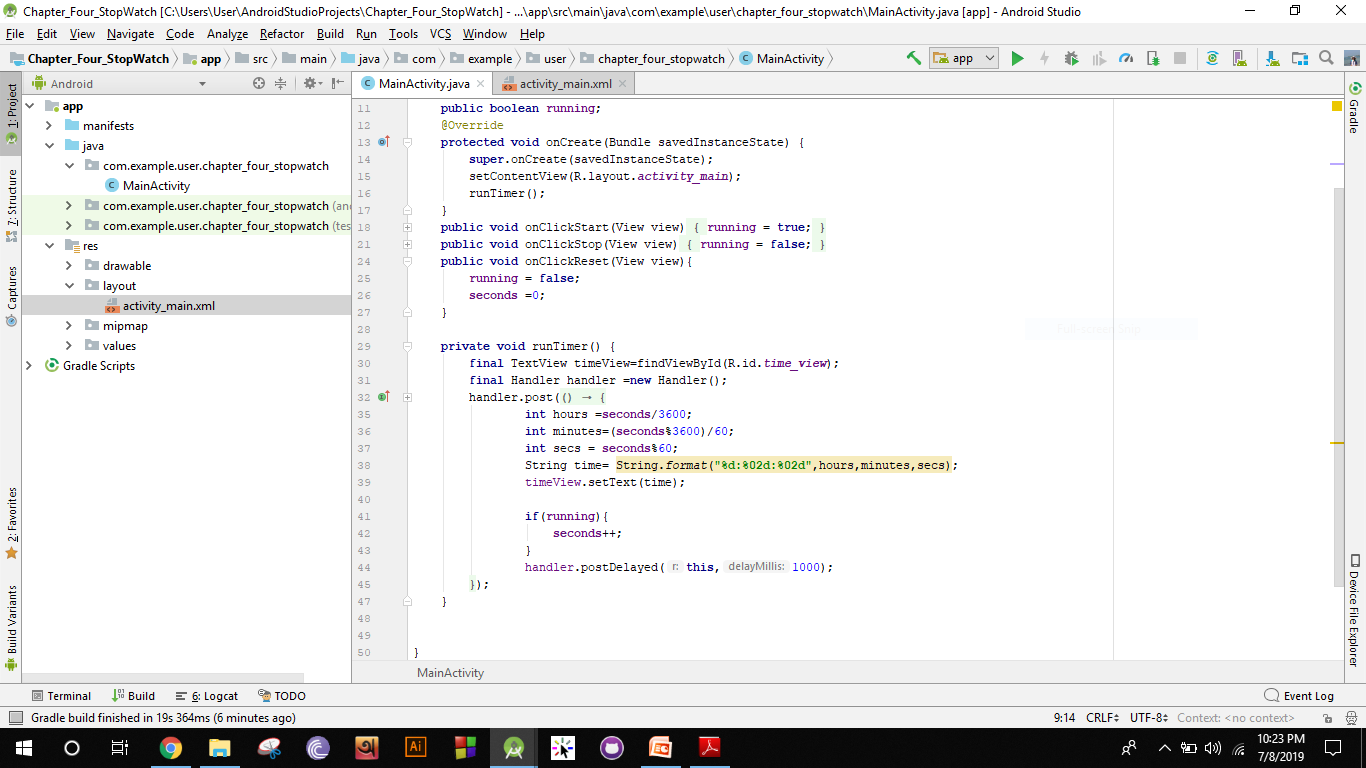 Chapter_Four_StopWatch [C:\Users\User\AndroidStudioProjects\Chapter_Four_StopWatch] - ...\app\src\main\java\com\example\user\chapter_four_stopwatch\MainActivity.java [app] - Android Studio
File Edit View Navigate Code Analyze Refactor Build Run Tools VCS Window Help
Chapter_Four_StopWatch app src main java com example user chapter_four_stopwatch MainActivity app
Android
MainActivity.java activity_main.xml
1: Project
7: Structure
Captures
2: Favorites
Build Variants
app
manifests
java
com.example.user.chapter_four_stopwatch
MainActivity
com.example.user.chapter_four_stopwatch (and
com.example.user.chapter_four_stopwatch (tes
res
drawable
layout
activity_main.xml
mipmap
values
Gradle Scripts
11 public boolean running;
12 @Override
13 protected void onCreate(Bundle savedInstanceState) {
14 super.onCreate(savedInstanceState);
15 setContentView(R.layout.activity_main);
16 runTimer();
17 }
18 public void onClickStart(View view) { running = true; }
21 public void onClickStop(View view) { running = false; }
24 public void onClickReset(View view){
25 running = false;
26 seconds =0;
27 }
28
29 private void runTimer() {
30 final TextView timeView=findViewById(R.id.time_view);
31 final Handler handler =new Handler();
32 handler.post(() → {
35 int hours =seconds/3600;
36 int minutes=(seconds%3600)/60;
37 int secs = seconds%60;
38 String time= String.format("%d:%02d:%02d",hours,minutes,secs);
39 timeView.setText(time);
40
41 if(running){
42 seconds++;
43 }
44 handler.postDelayed( r: this, delayMillis: 1000);
45 });
47 }
48
49
50 }
MainActivity
Full-screen Snip
Gradle
Device File Explorer
Terminal Build 6: Logcat TODO Event Log
Gradle build finished in 19s 364ms (6 minutes ago) 9:14 CRLF UTF-8 Context: <no context>
Ai
10:23 PM
7/8/2019